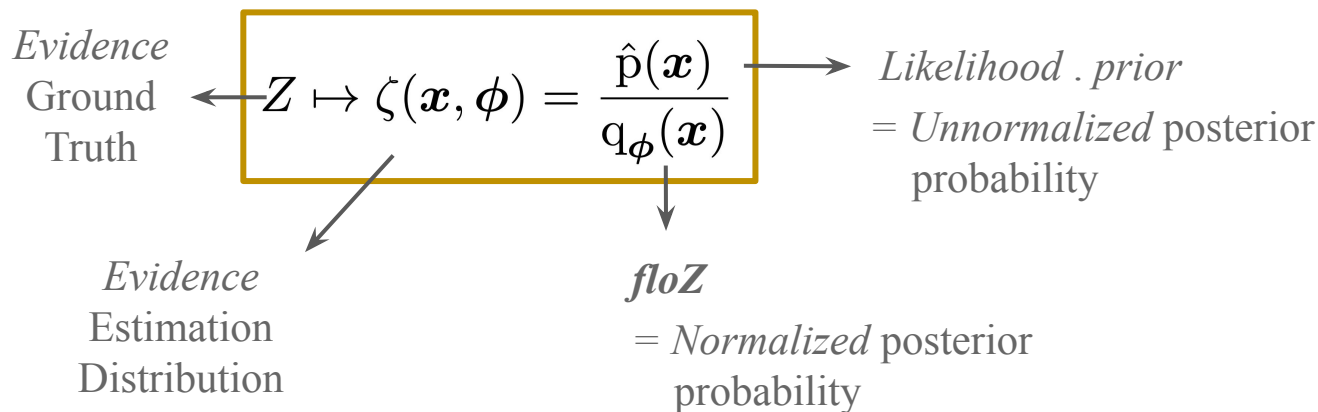 Evidence
Ground
Truth
Z ↦ ζ(x, ϕ) = p̂(x) / q_ϕ(x)
Likelihood . prior
= Unnormalized posterior
probability
Evidence
Estimation
Distribution
floZ
= Normalized posterior
probability